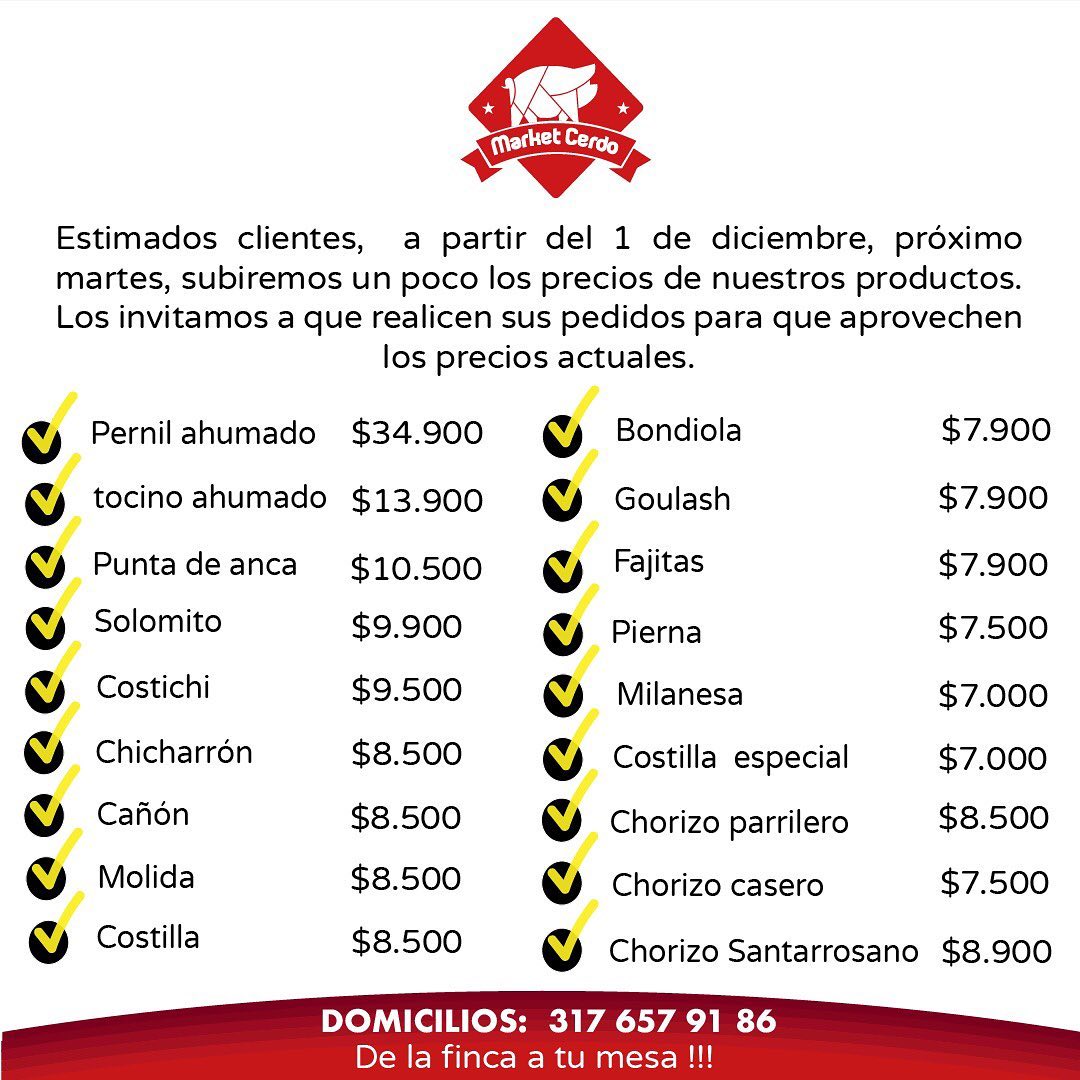 Market Cerdo
Estimados clientes, a partir del 1 de diciembre, próximo
martes, subiremos un poco los precios de nuestros productos.
Los invitamos a que realicen sus pedidos para que aprovechen
los precios actuales.
Pernil ahumado $34.900
tocino ahumado $13.900
Punta de anca $10.500
Solomito $9.900
Costichi $9.500
Chicharrón $8.500
Cañón $8.500
Molida $8.500
Costilla $8.500
Bondiola $7.900
Goulash $7.900
Fajitas $7.900
Pierna $7.500
Milanesa $7.000
Costilla especial $7.000
Chorizo parrilero $8.500
Chorizo casero $7.500
Chorizo Santarrosano $8.900
DOMICILIOS: 317 657 91 86
De la finca a tu mesa !!!